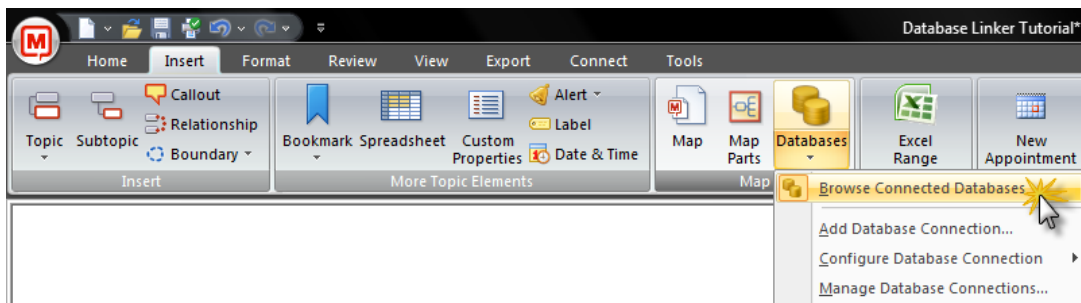 Database Linker Tutorial*
M
Home Insert Format Review View Export Connect Tools
Topic
Subtopic
Callout
Relationship
Boundary
Bookmark
Spreadsheet
Custom
Properties
Alert
Label
Date & Time
Map
Map
Parts
Databases
Excel
Range
New
Appointment
Insert
More Topic Elements
Map
Browse Connected Databases
Add Database Connection...
Configure Database Connection
Manage Database Connections...